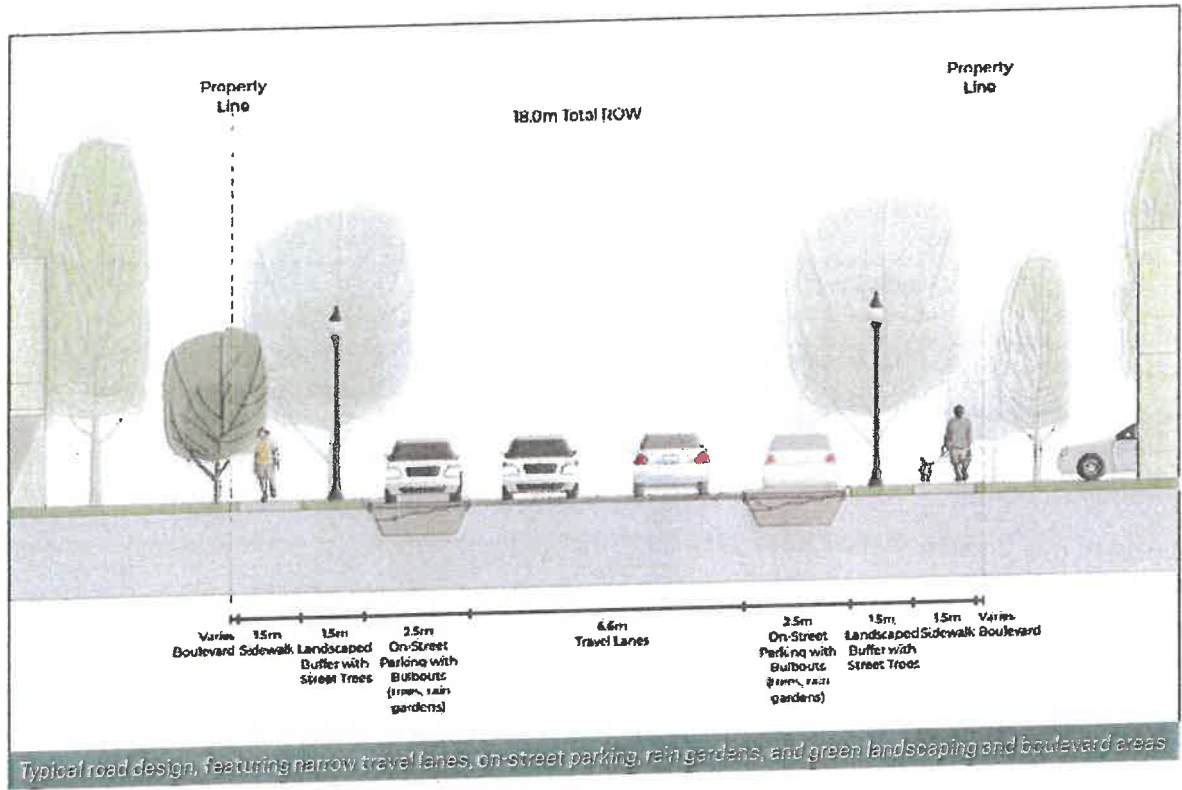 Property
Line
Property
Line
18.0m Total ROW
Varies
Boulevard
1.5m
Sidewalk
1.5m
Landscaped
Buffer with
Street Trees
2.5m
On-Street
Parking with
Bulbouts
(trees, rain
gardens)
6.6m
Travel Lanes
2.5m
On-Street
Parking with
Bulbouts
(trees, rain
gardens)
1.5m
Landscaped
Buffer with
Street Trees
1.5m
Sidewalk
Varies
Boulevard
Typical road design, featuring narrow travel lanes, on-street parking, rain gardens, and green landscaping and boulevard areas